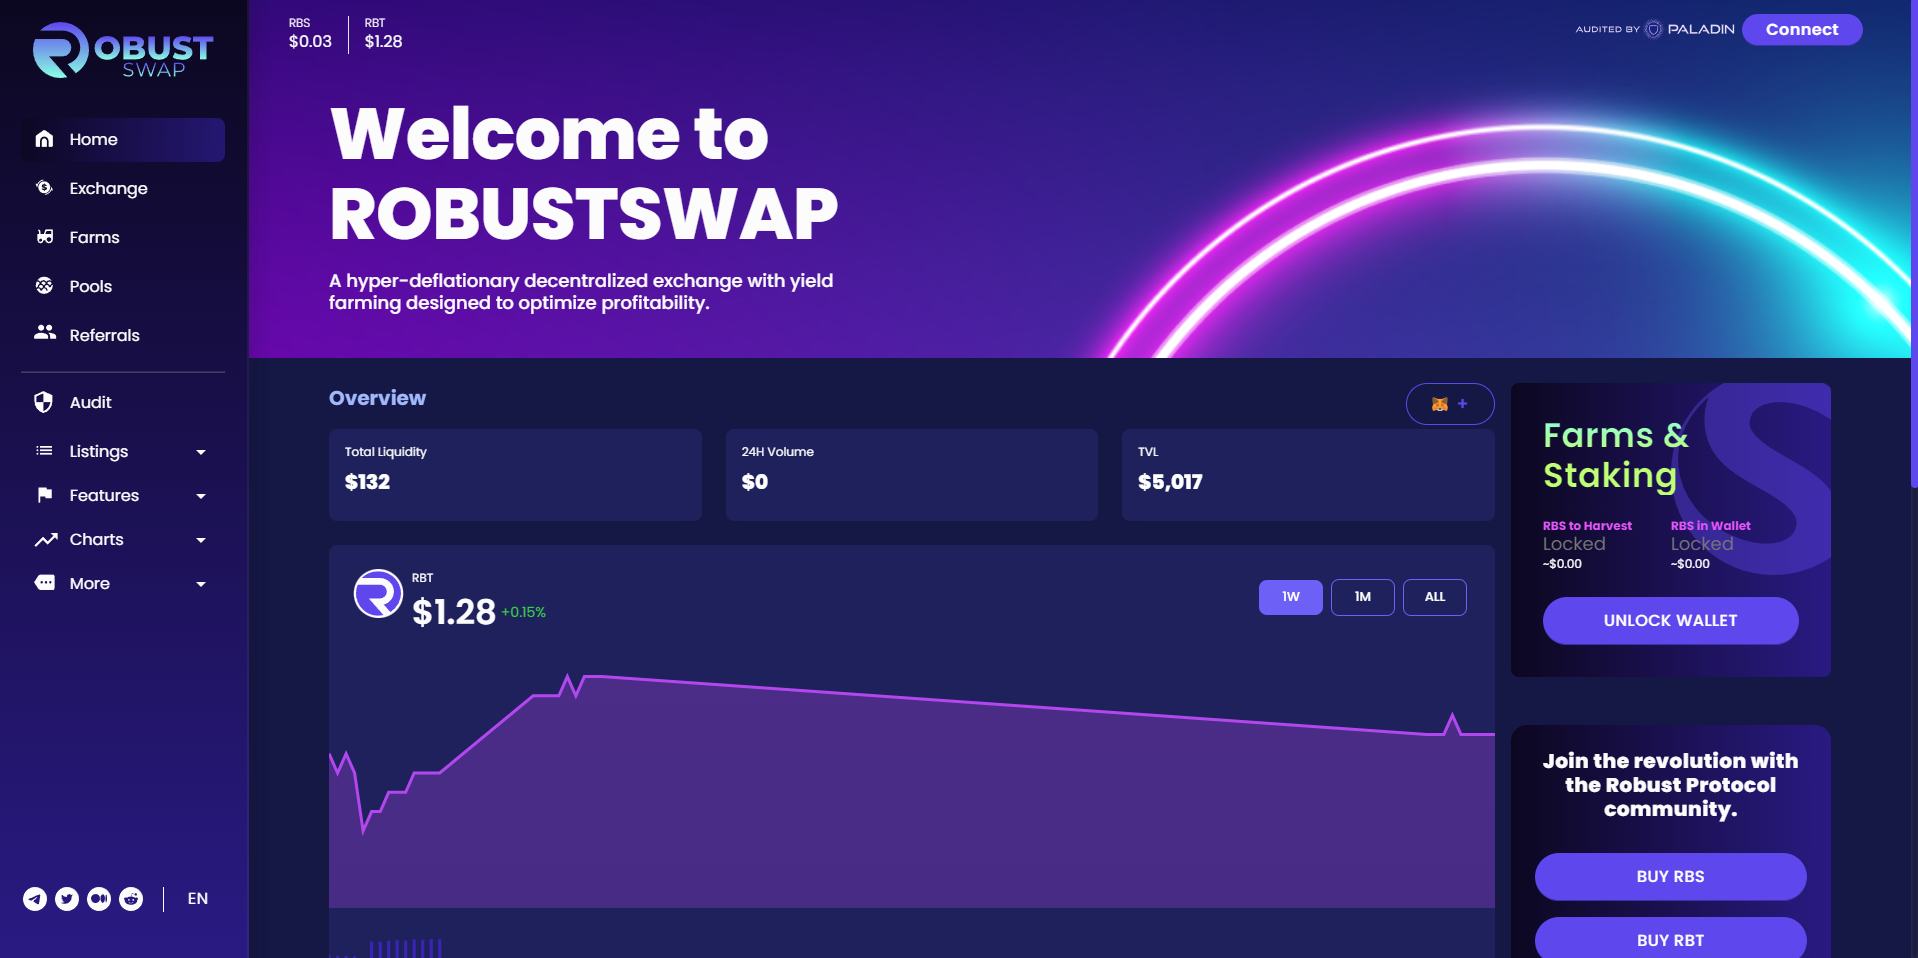 ROBUST
SWAP
Home
Exchange
Farms
Pools
Referrals
Audit
Listings
Features
Charts
More
EN
RBS
$0.03
RBT
$1.28
AUDITED BY PALADIN
Connect
Welcome to
ROBUSTSWAP
A hyper-deflationary decentralized exchange with yield
farming designed to optimize profitability.
Overview
+
Total Liquidity
$132
24H Volume
$0
TVL
$5,017
RBT
$1.28 +0.15%
1W
1M
ALL
Farms &
Staking
RBS to Harvest
Locked
~$0.00
RBS in Wallet
Locked
~$0.00
UNLOCK WALLET
Join the revolution with
the Robust Protocol
community.
BUY RBS
BUY RBT